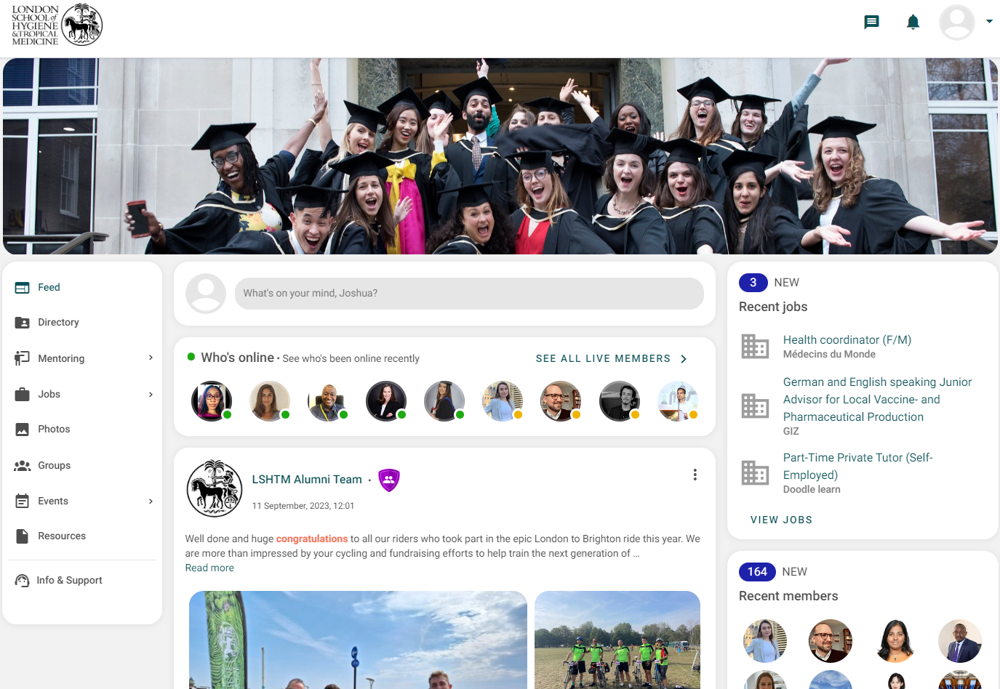 LONDON
SCHOOL of
HYGIENE
& TROPICAL
MEDICINE
Feed
Directory
Mentoring
Jobs
Photos
Groups
Events
Resources
Info & Support
What's on your mind, Joshua?
Who's online • See who's been online recently
SEE ALL LIVE MEMBERS
LSHTM Alumni Team •
11 September, 2023, 12:01
Well done and huge congratulations to all our riders who took part in the epic London to Brighton ride this year. We
are more than impressed by your cycling and fundraising efforts to help train the next generation of ...
Read more
3 NEW
Recent jobs
Health coordinator (F/M)
Médecins du Monde
German and English speaking Junior
Advisor for Local Vaccine- and
Pharmaceutical Production
GIZ
Part-Time Private Tutor (Self-
Employed)
Doodle learn
VIEW JOBS
164 NEW
Recent members